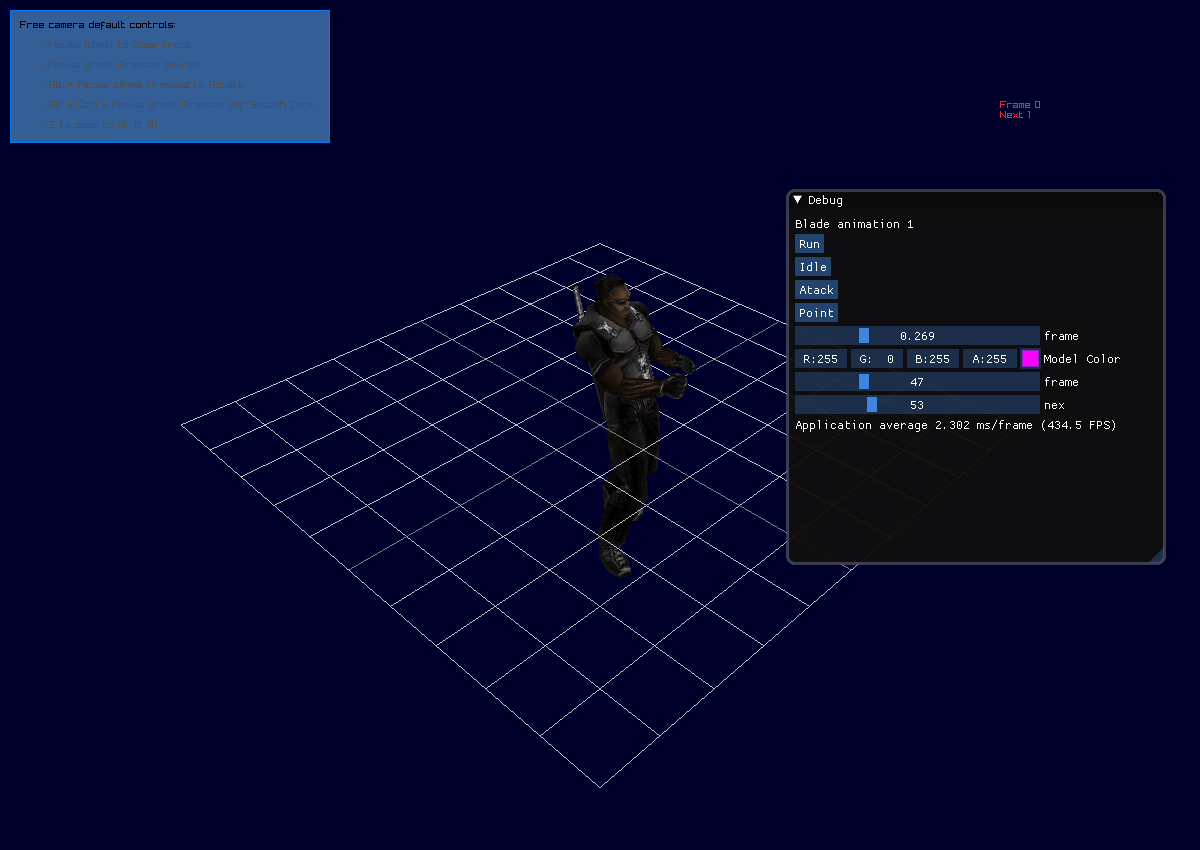 Free camera default controls:
- Mouse Wheel to Zoom in-out
- Mouse Wheel Pressed to Pan
- Alt + Mouse Wheel Pressed to Rotate
- Alt + Ctrl + Mouse Wheel Pressed for Smooth Zoom
- Z to zoom to (0, 0, 0)
Frame 0
Next 1
Debug
Blade animation 1
Run
Idle
Atack
Point
0.269 frame
R:255 G: 0 B:255 A:255 Model Color
47 frame
53 nex
Application average 2.302 ms/frame (434.5 FPS)